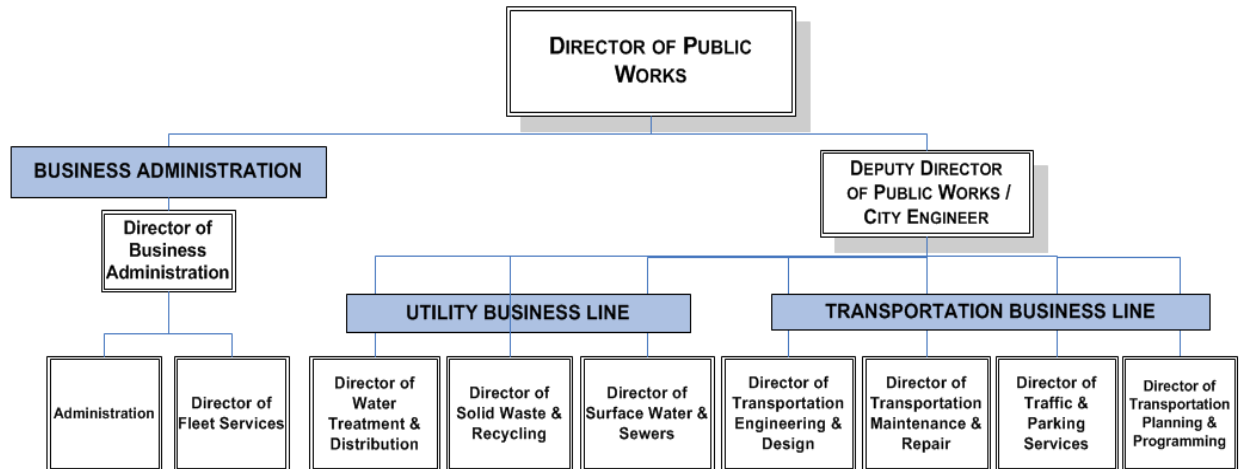 DIRECTOR OF PUBLIC
WORKS
BUSINESS ADMINISTRATION
DEPUTY DIRECTOR
OF PUBLIC WORKS /
CITY ENGINEER
Director of
Business
Administration
UTILITY BUSINESS LINE
TRANSPORTATION BUSINESS LINE
Administration
Director of
Fleet Services
Director of
Water
Treatment &
Distribution
Director of
Solid Waste &
Recycling
Director of
Surface Water &
Sewers
Director of
Transportation
Engineering &
Design
Director of
Transportation
Maintenance &
Repair
Director of
Traffic &
Parking
Services
Director of
Transportation
Planning &
Programming